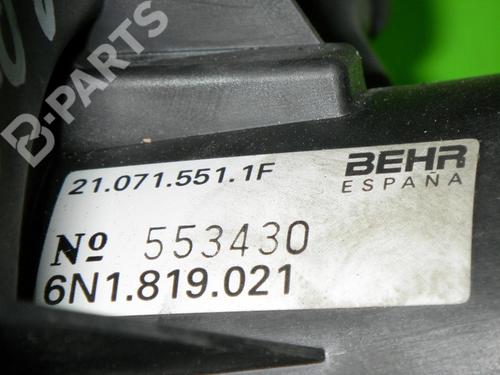 B-PARTS
21.071.551.1F
BEHR
ESPAÑA
Nº 553430
6N1.819.021